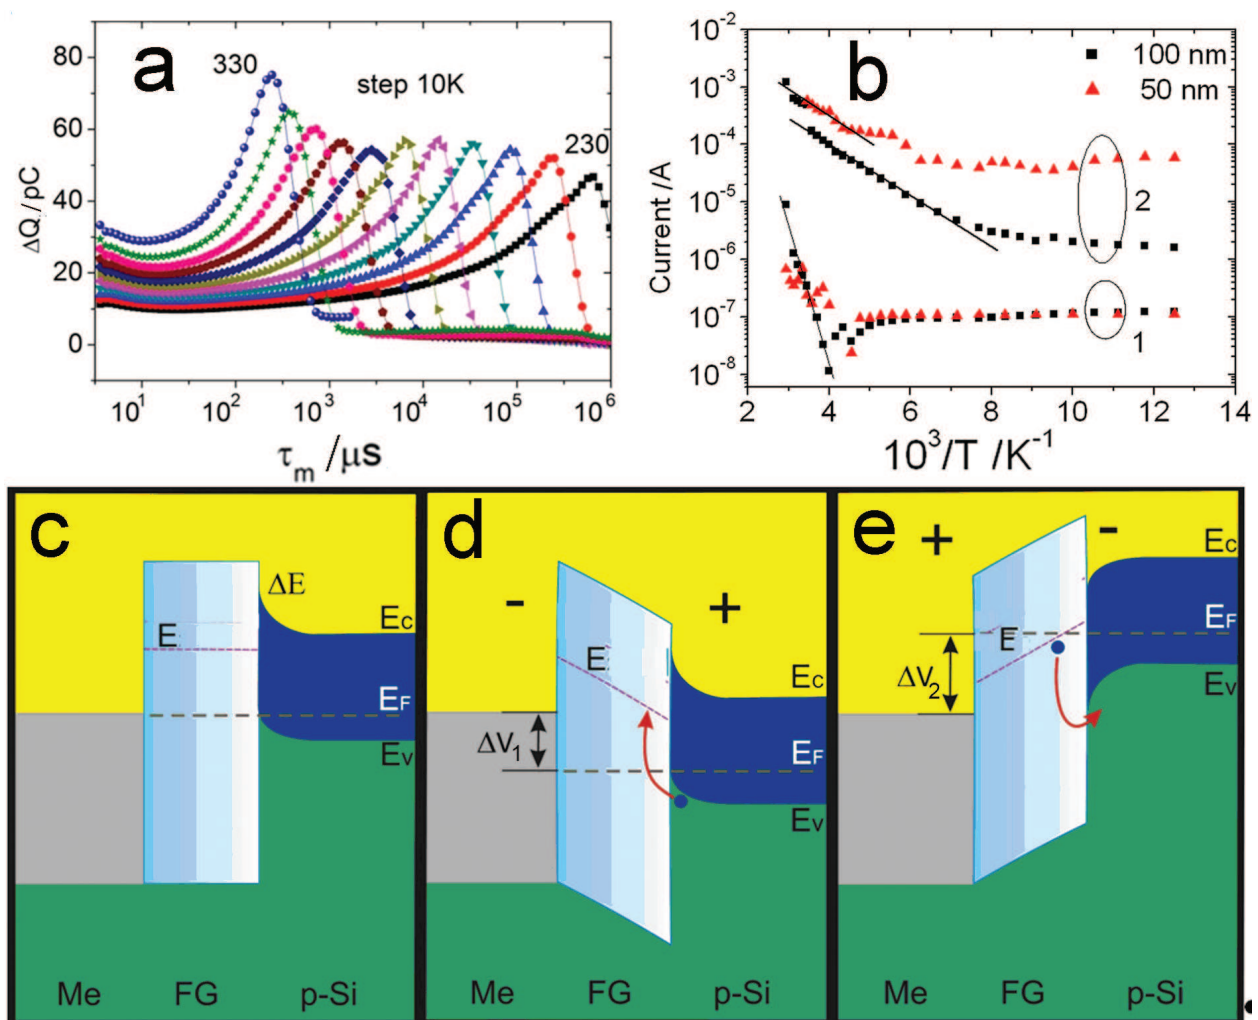 a
330
step 10K
230
80
60
40
20
0
ΔQ/pC
10¹ 10² 10³ 10⁴ 10⁵ 10⁶
τm /μs
b
100 nm
50 nm
10⁻²
10⁻³
10⁻⁴
10⁻⁵
10⁻⁶
10⁻⁷
10⁻⁸
Current /A
2
1
2 4 6 8 10 12 14
10³/T /K⁻¹
c
ΔE
E
Ec
EF
Ev
Me FG p-Si
d
- +
E
Ec
ΔV₁
EF
Ev
Me FG p-Si
e
+ -
Ec
E
EF
ΔV₂
Ev
Me FG p-Si